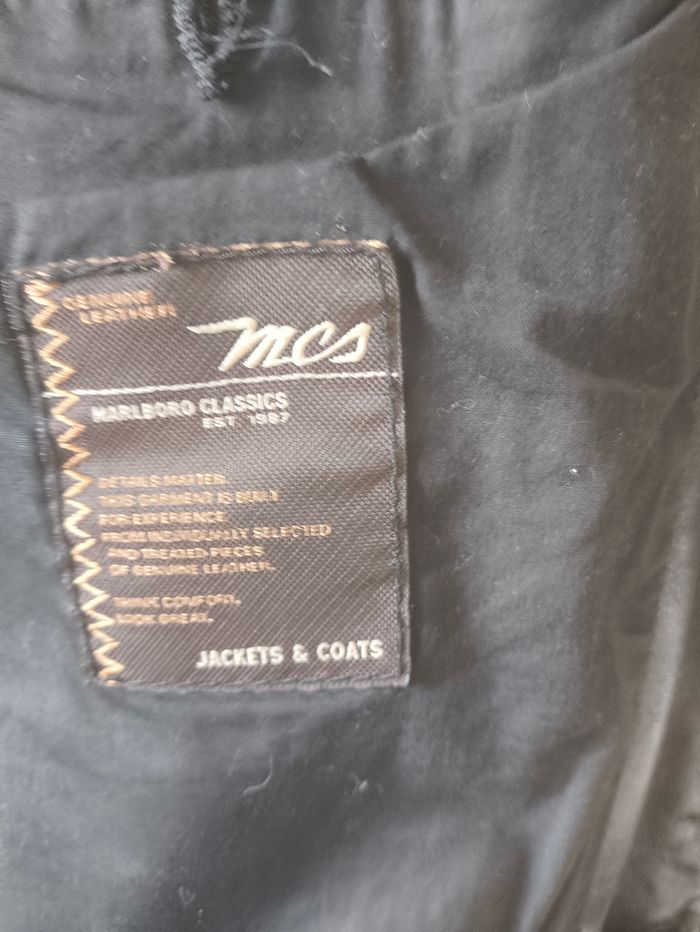 GENUINE
LEATHER
mcs
MARLBORO CLASSICS
EST 1987
DETAILS MATTER.
THIS GARMENT IS BUILT
FOR EXPERIENCE
FROM INDIVIDUALLY SELECTED
AND TREATED PIECES
OF GENUINE LEATHER.
THINK COMFORT,
LOOK GREAT.
JACKETS & COATS